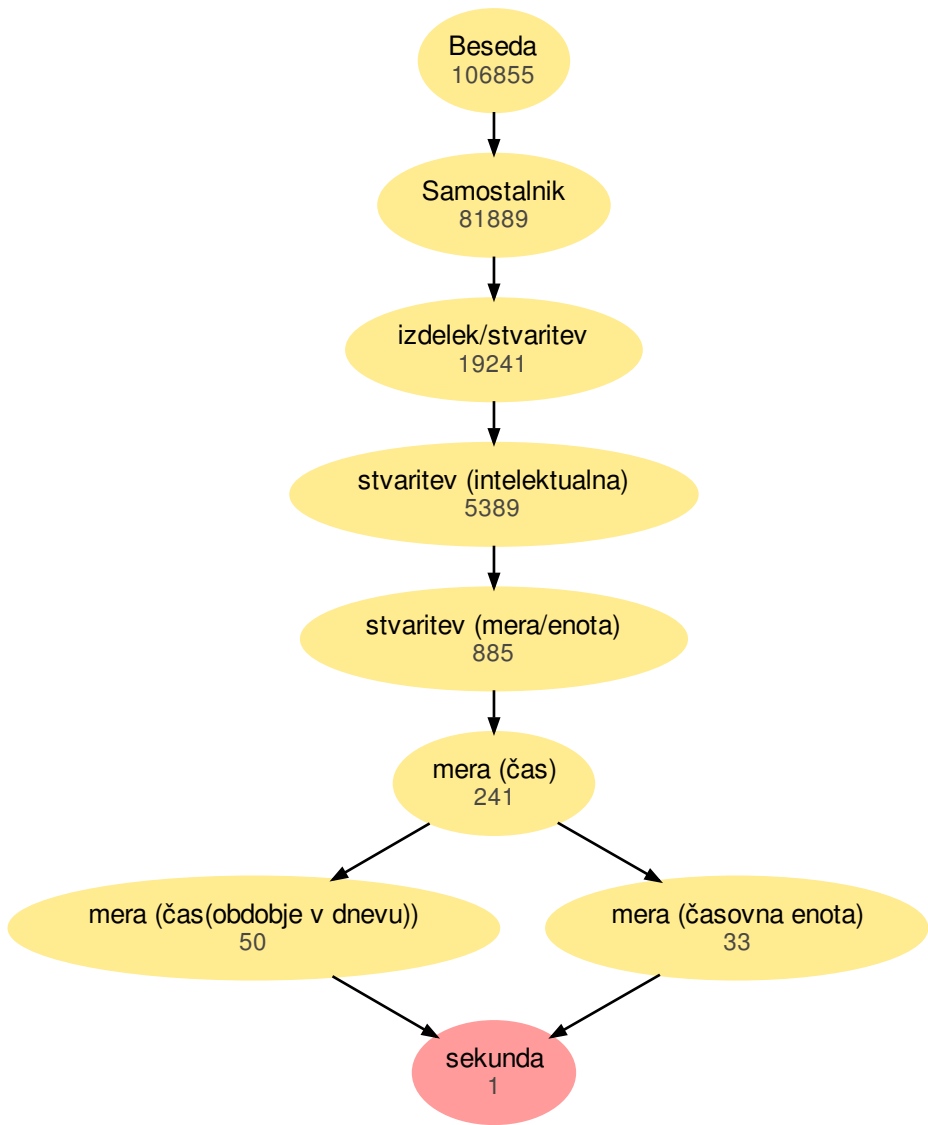 Beseda
106855
Samostalnik
81889
izdelek/stvaritev
19241
stvaritev (intelektualna)
5389
stvaritev (mera/enota)
885
mera (čas)
241
mera (čas(obdobje v dnevu))
50
mera (časovna enota)
33
sekunda
1